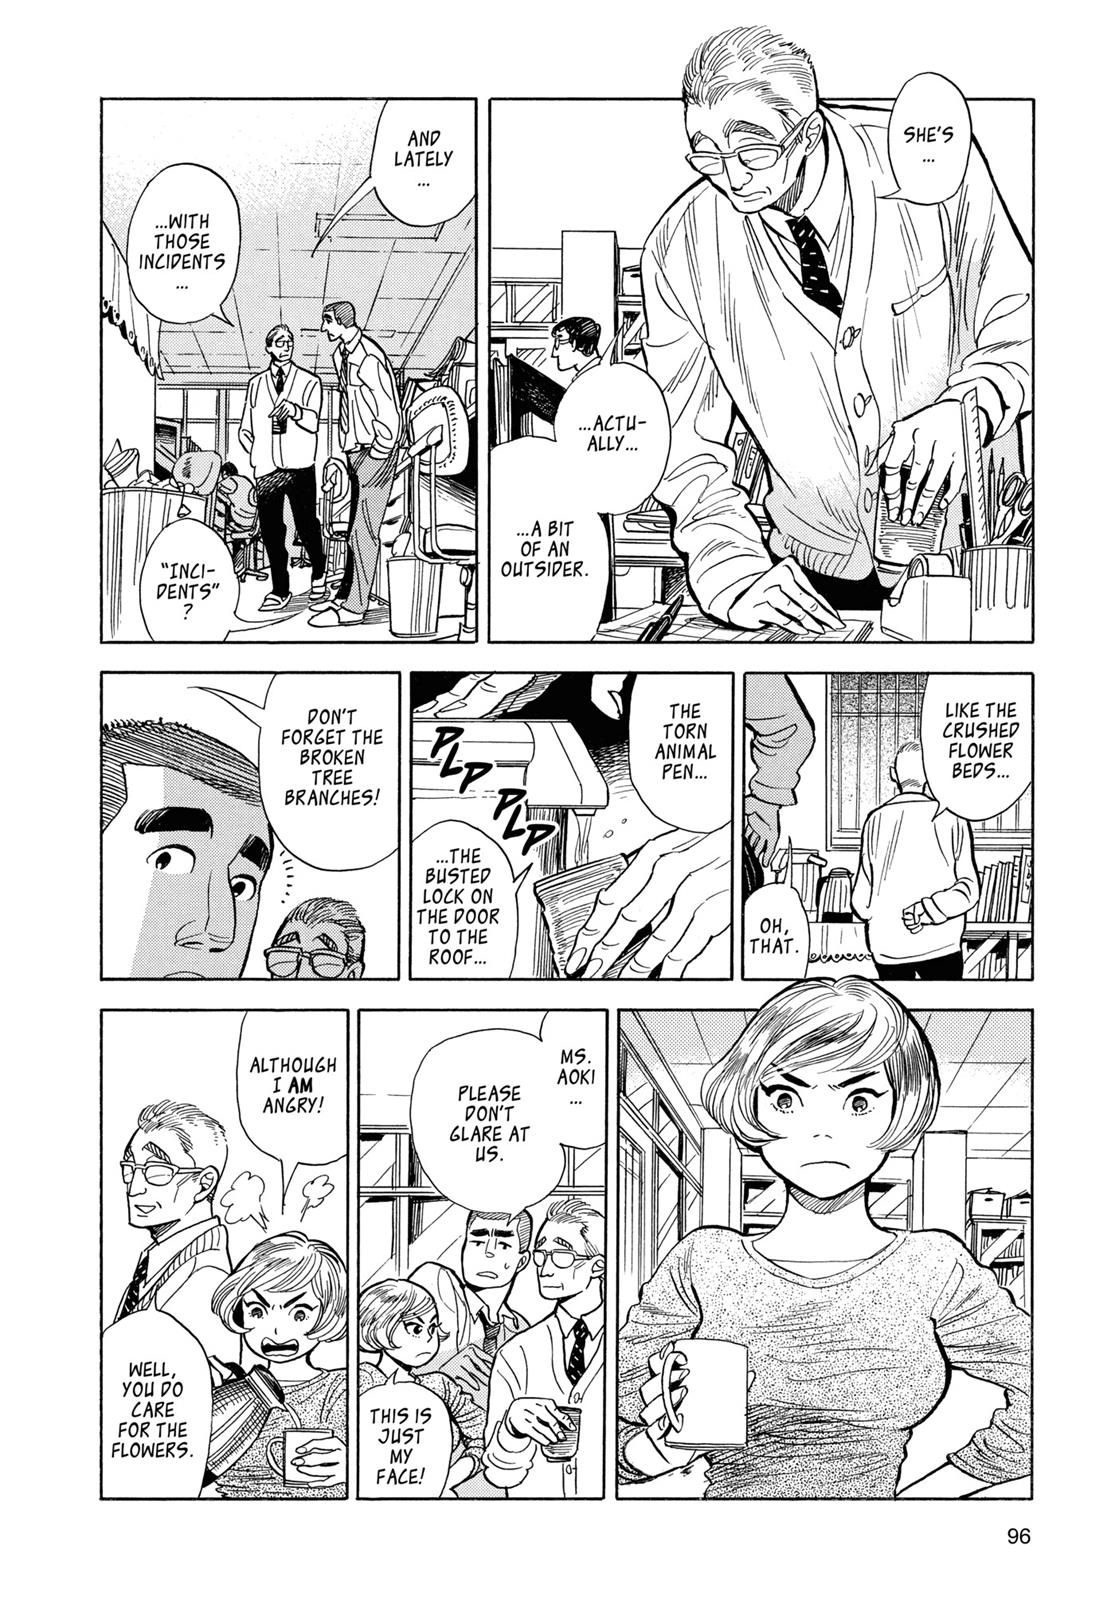 SHE'S
...
...ACTU-
ALLY...
...A BIT
OF AN
OUTSIDER.
AND
LATELY
...
...WITH
THOSE
INCIDENTS
...
"INCI-
DENTS"
?
LIKE THE
CRUSHED
FLOWER
BEDS...
OH,
THAT.
THE
TORN
ANIMAL
PEN...
PLP
PLP
...THE
BUSTED
LOCK ON
THE DOOR
TO THE
ROOF...
DON'T
FORGET THE
BROKEN
TREE
BRANCHES!
MS.
AOKI
...
PLEASE
DON'T
GLARE AT
US.
THIS IS
JUST
MY
FACE!
ALTHOUGH
I AM
ANGRY!
WELL,
YOU DO
CARE
FOR THE
FLOWERS.
96